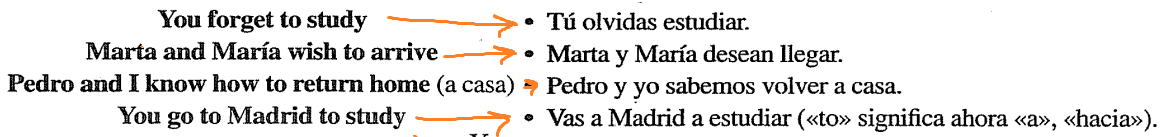 You forget to study • Tú olvidas estudiar.
Marta and María wish to arrive • Marta y María desean llegar.
Pedro and I know how to return home (a casa) • Pedro y yo sabemos volver a casa.
You go to Madrid to study • Vas a Madrid a estudiar («to» significa ahora «a», «hacia»).